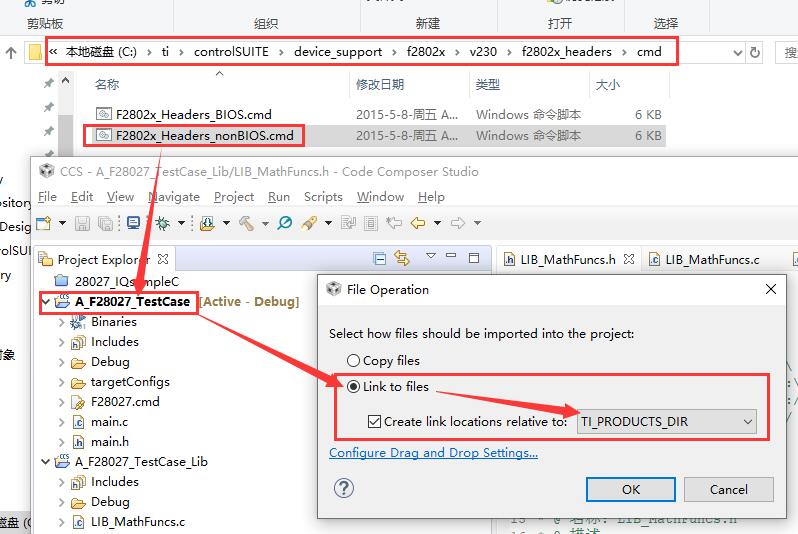 剪贴板 组织 新建 打开 选择
« 本地磁盘 (C:) > ti > controlSUITE > device_support > f2802x > v230 > f2802x_headers > cmd
名称 修改日期 类型 大小
F2802x_Headers_BIOS.cmd 2015-5-8-周五 A... Windows 命令脚本 6 KB
F2802x_Headers_nonBIOS.cmd 2015-5-8-周五 A... Windows 命令脚本 6 KB
CCS - A_F28027_TestCase_Lib/LIB_MathFuncs.h - Code Composer Studio
File Edit View Navigate Project Run Scripts Window Help
Project Explorer
LIB_MathFuncs.h LIB_MathFuncs.c
28027_IQsampleC
A_F28027_TestCase [Active - Debug]
Binaries
Includes
Debug
targetConfigs
F28027.cmd
main.c
main.h
A_F28027_TestCase_Lib
Includes
Debug
LIB_MathFuncs.c
File Operation
Select how files should be imported into the project:
Copy files
Link to files
Create link locations relative to: TI_PRODUCTS_DIR
Configure Drag and Drop Settings...
OK Cancel